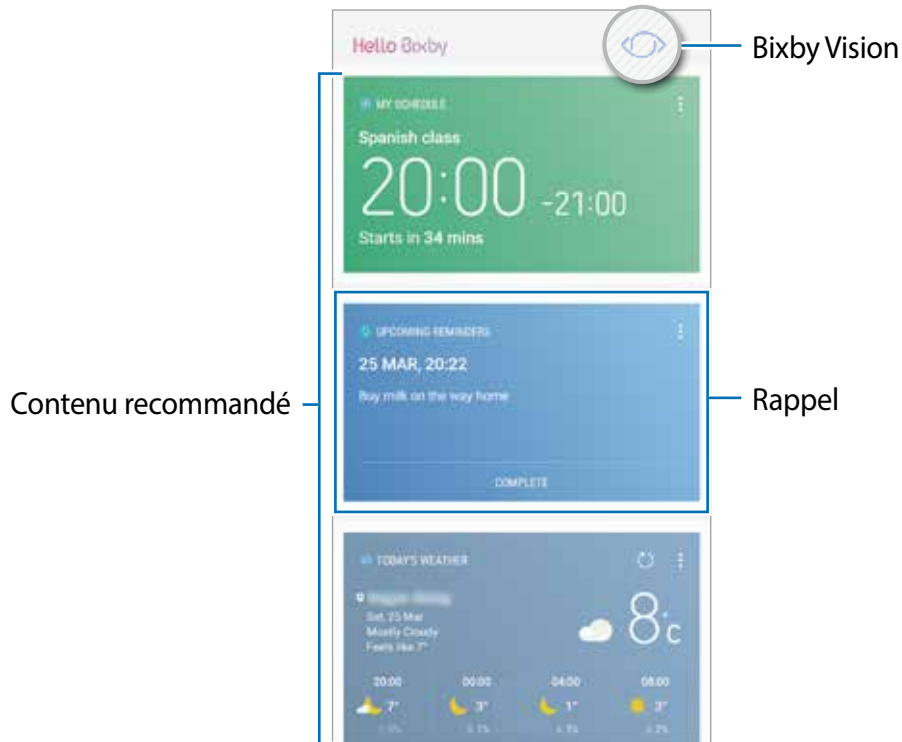 Hello Bixby
Bixby Vision
MY SCHEDULE
Spanish class
20:00 -21:00
Starts in 34 mins
UPCOMING REMINDERS
25 MAR, 20:22
Buy milk on the way home
COMPLETE
Contenu recommandé
Rappel
TODAY'S WEATHER
8°c
Sat, 25 Mar
Mostly Cloudy
Feels like 7°
20:00 00:00 04:00 08:00
7° 3° 1° 3°